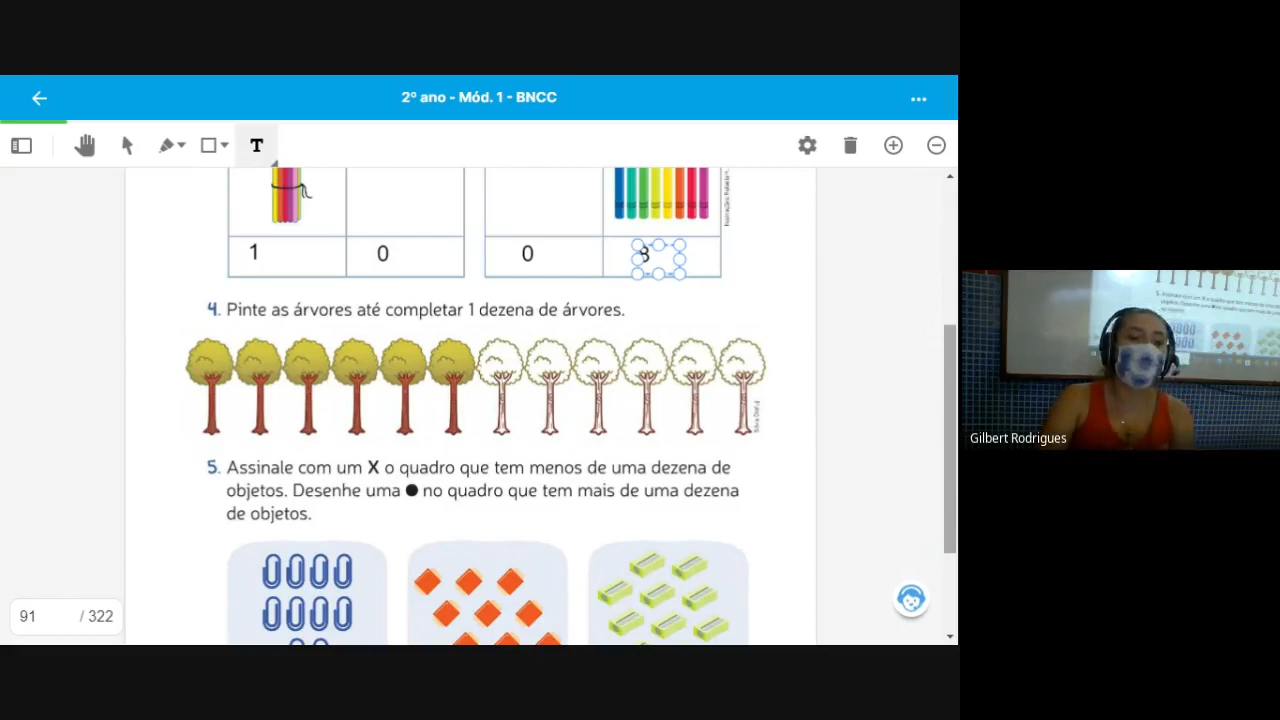 2º ano - Mód. 1 - BNCC
T
1 0 0 8
4. Pinte as árvores até completar 1 dezena de árvores.
5. Assinale com um X o quadro que tem menos de uma dezena de
objetos. Desenhe uma ● no quadro que tem mais de uma dezena
de objetos.
91 / 322
Gilbert Rodrigues